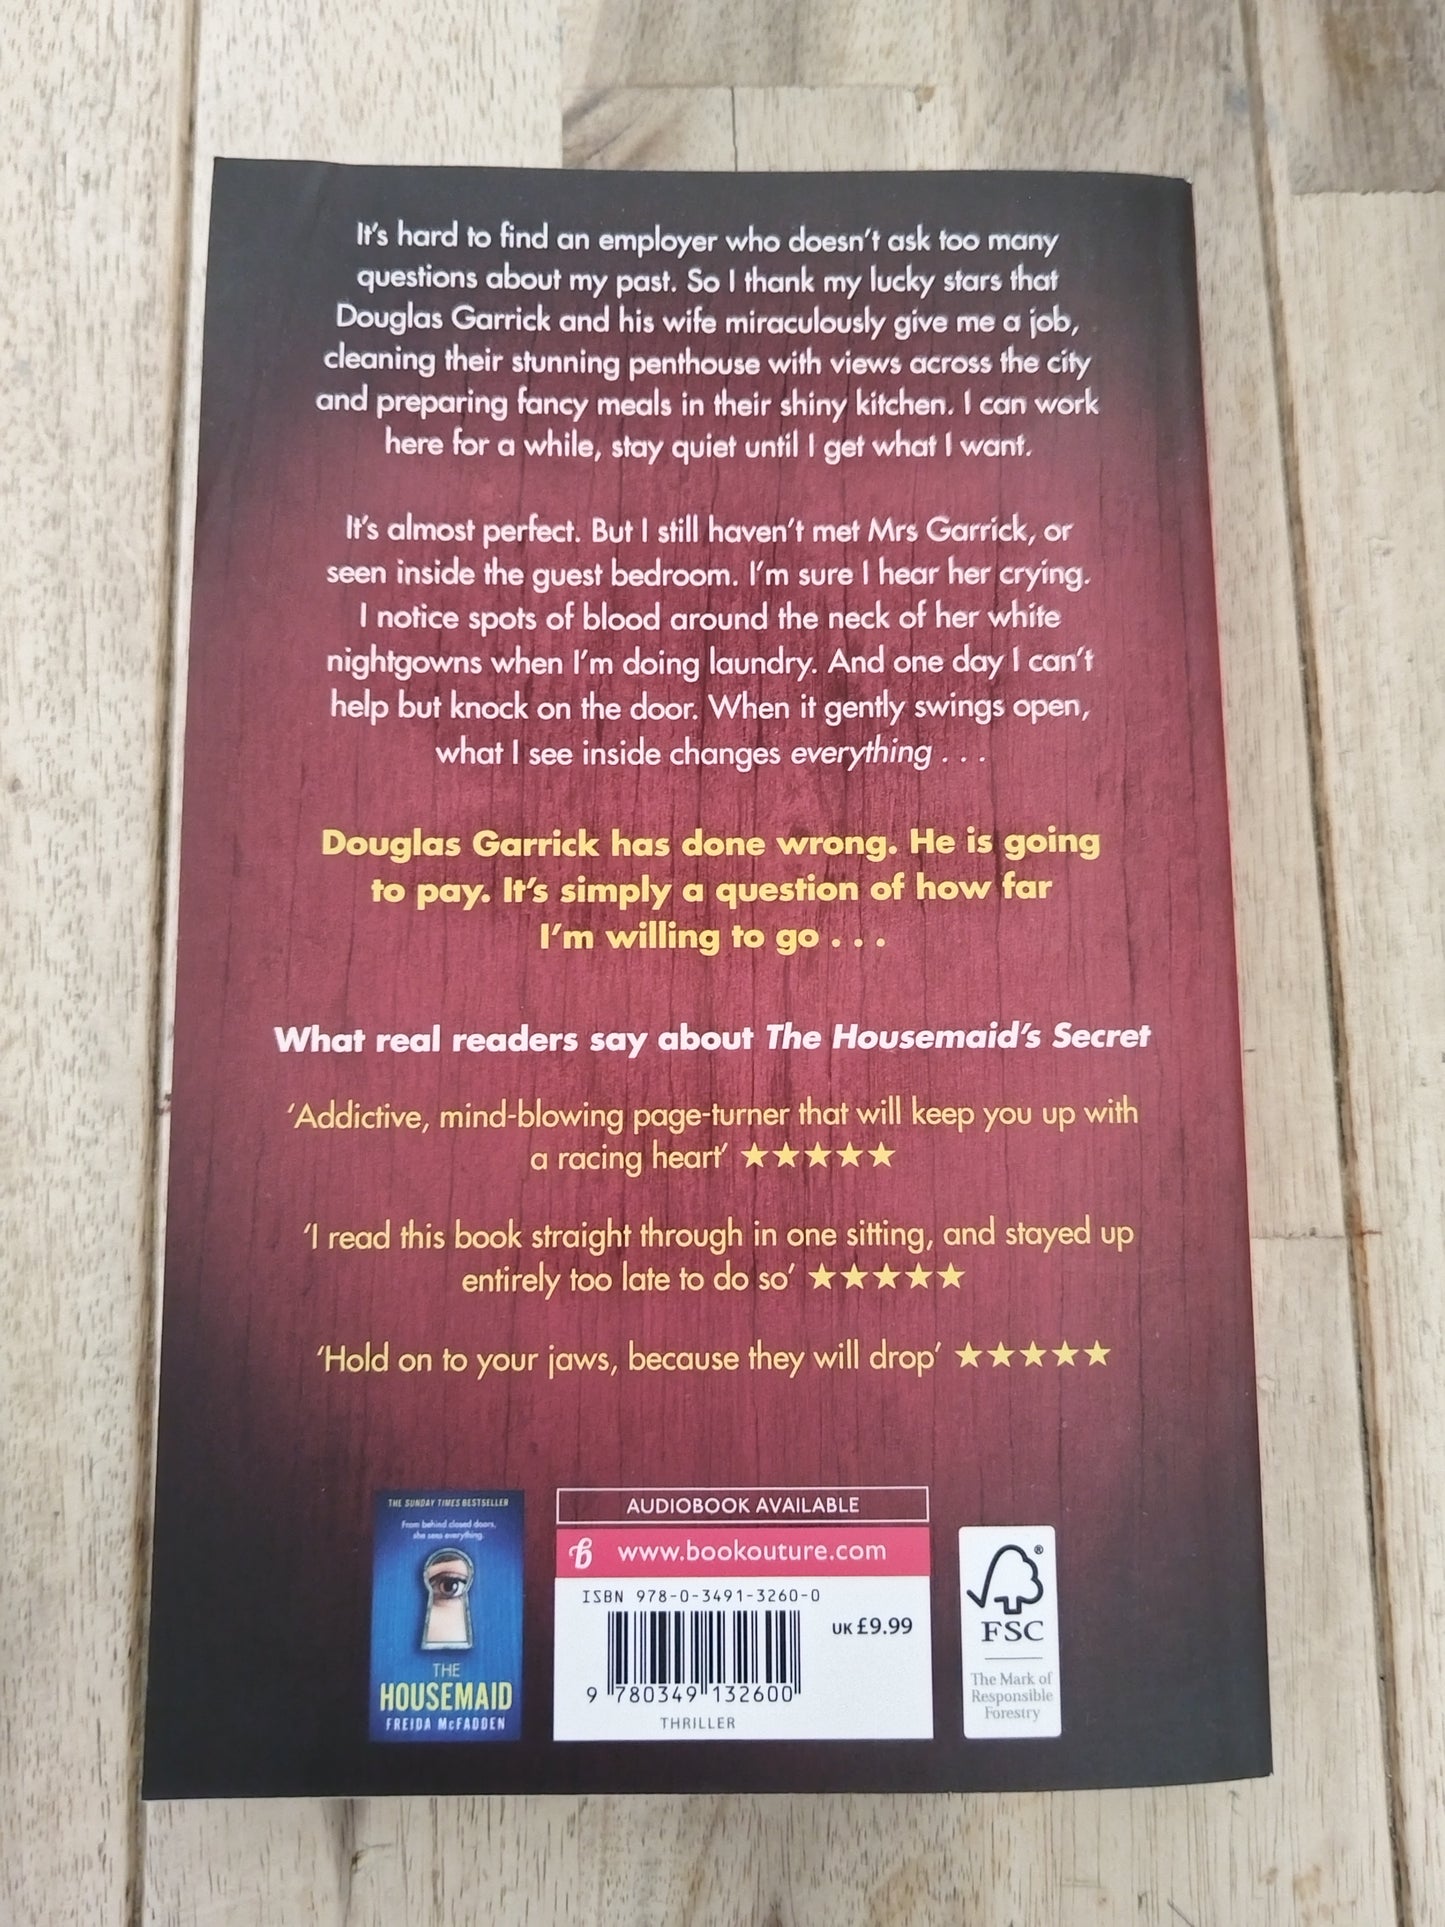 It's hard to find an employer who doesn't ask too many
questions about my past. So I thank my lucky stars that
Douglas Garrick and his wife miraculously give me a job,
cleaning their stunning penthouse with views across the city
and preparing fancy meals in their shiny kitchen. I can work
here for a while, stay quiet until I get what I want.
It's almost perfect. But I still haven't met Mrs Garrick, or
seen inside the guest bedroom. I'm sure I hear her crying.
I notice spots of blood around the neck of her white
nightgowns when I'm doing laundry. And one day I can't
help but knock on the door. When it gently swings open,
what I see inside changes everything . . .
Douglas Garrick has done wrong. He is going
to pay. It's simply a question of how far
I'm willing to go . . .
What real readers say about The Housemaid's Secret
'Addictive, mind-blowing page-turner that will keep you up with
a racing heart' ★★★★★
'I read this book straight through in one sitting, and stayed up
entirely too late to do so' ★★★★★
'Hold on to your jaws, because they will drop' ★★★★★
THE SUNDAY TIMES BESTSELLER
From behind closed doors,
she sees everything.
THE
HOUSEMAID
FREIDA McFADDEN
AUDIOBOOK AVAILABLE
b www.bookouture.com
ISBN 978-0-3491-3260-0
UK £9.99
9 780349 132600
THRILLER
®
FSC
The Mark of
Responsible
Forestry